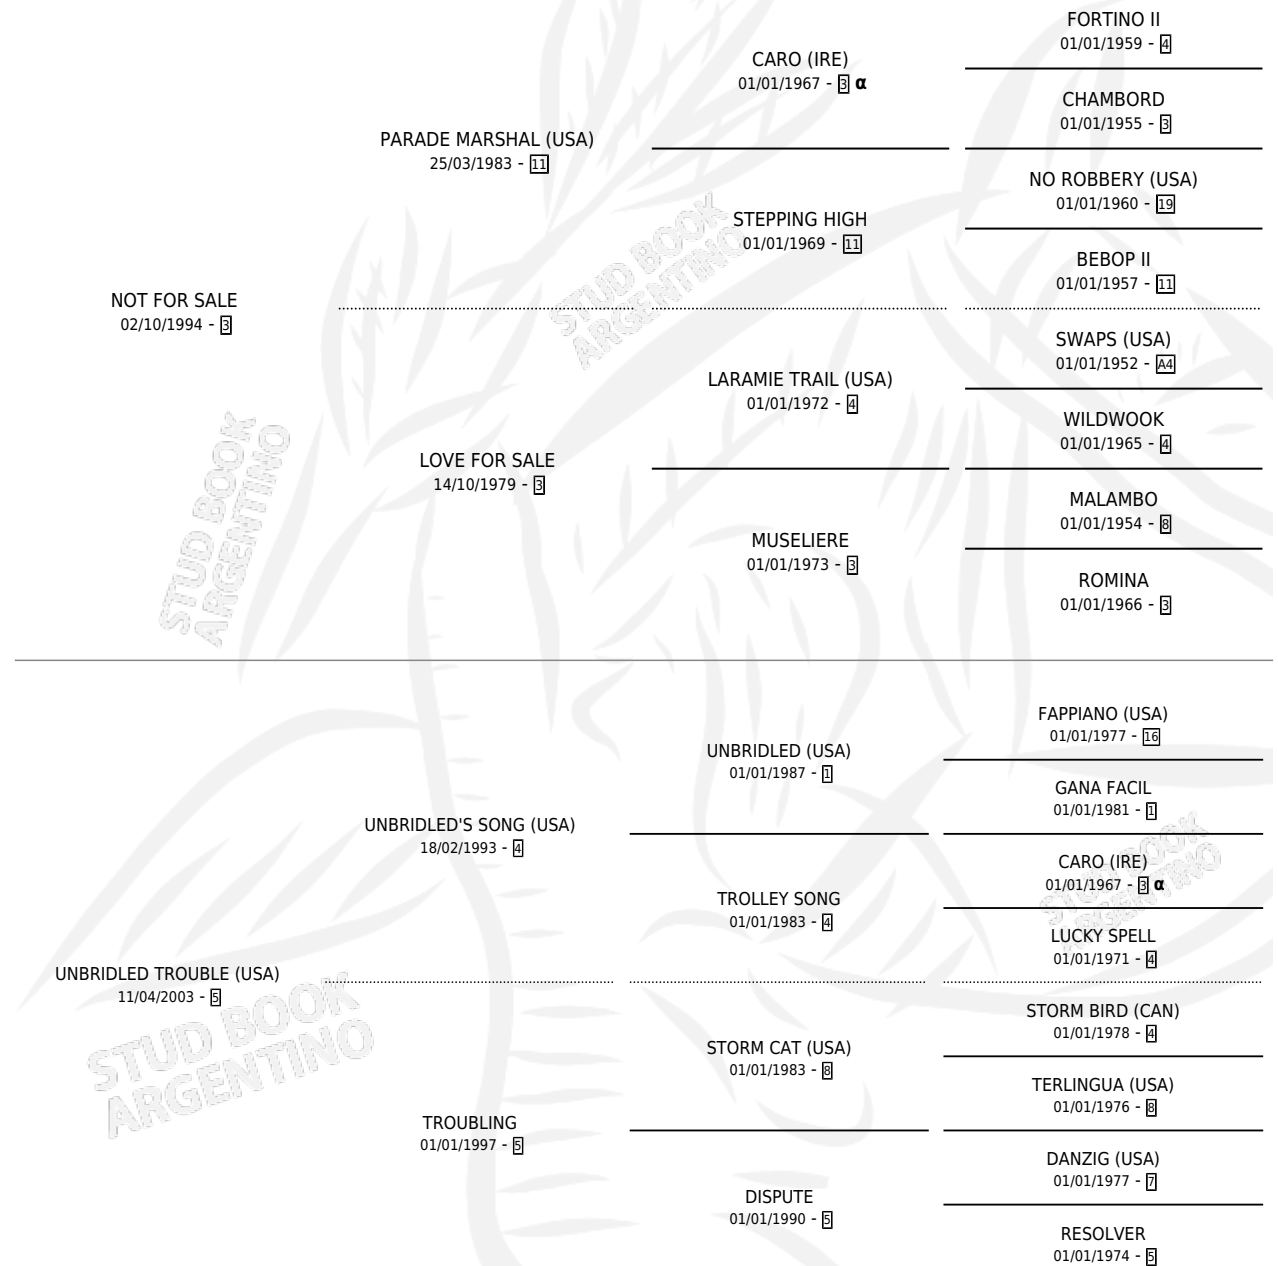 FORTINO II
01/01/1959 - 4
CARO (IRE)
01/01/1967 - 3 α
CHAMBORD
01/01/1955 - 3
PARADE MARSHAL (USA)
25/03/1983 - 11
NO ROBBERY (USA)
01/01/1960 - 19
STEPPING HIGH
01/01/1969 - 11
BEBOP II
01/01/1957 - 11
NOT FOR SALE
02/10/1994 - 3
SWAPS (USA)
01/01/1952 - A4
LARAMIE TRAIL (USA)
01/01/1972 - 4
WILDWOOK
01/01/1965 - 4
LOVE FOR SALE
14/10/1979 - 3
MALAMBO
01/01/1954 - 8
MUSELIERE
01/01/1973 - 3
ROMINA
01/01/1966 - 3
STUD BOOK
ARGENTINO
STUD BOOK
ARGENTINO
FAPPIANO (USA)
01/01/1977 - 16
UNBRIDLED (USA)
01/01/1987 - 1
GANA FACIL
01/01/1981 - 1
UNBRIDLED'S SONG (USA)
18/02/1993 - 4
CARO (IRE)
01/01/1967 - 3 α
TROLLEY SONG
01/01/1983 - 4
LUCKY SPELL
01/01/1971 - 4
UNBRIDLED TROUBLE (USA)
11/04/2003 - 5
STORM BIRD (CAN)
01/01/1978 - 4
STORM CAT (USA)
01/01/1983 - 8
TERLINGUA (USA)
01/01/1976 - 8
TROUBLING
01/01/1997 - 5
DANZIG (USA)
01/01/1977 - 7
DISPUTE
01/01/1990 - 5
RESOLVER
01/01/1974 - 5
STUD BOOK
ARGENTINO
STUD BOOK
ARGENTINO